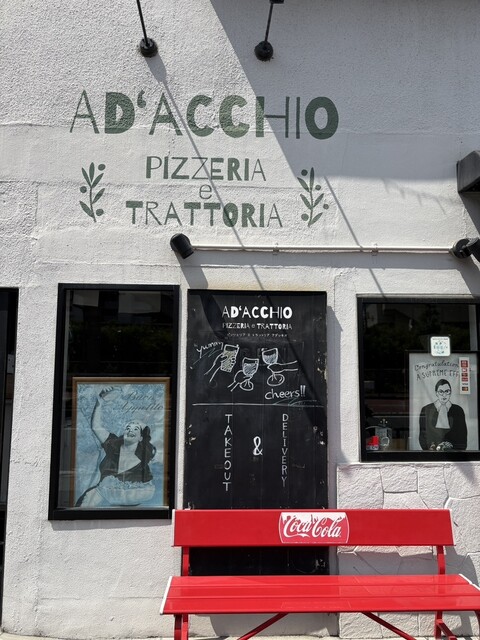 AD'ACCHIO
PIZZERIA
e
TRATTORIA
AD'ACCHIO
PIZZERIA e TRATTORIA
yummy
cheers!!
TAKEOUT
&
DELIVERY
Congratulations
Coca-Cola